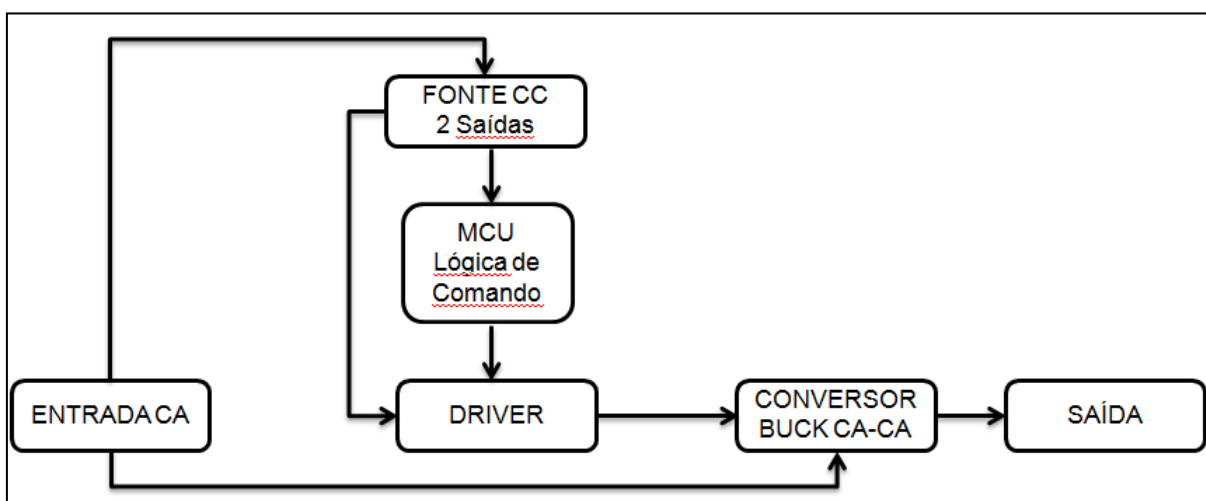 FONTE CC
2 Saídas
MCU
Lógica de
Comando
ENTRADA CA
DRIVER
CONVERSOR
BUCK CA-CA
SAÍDA